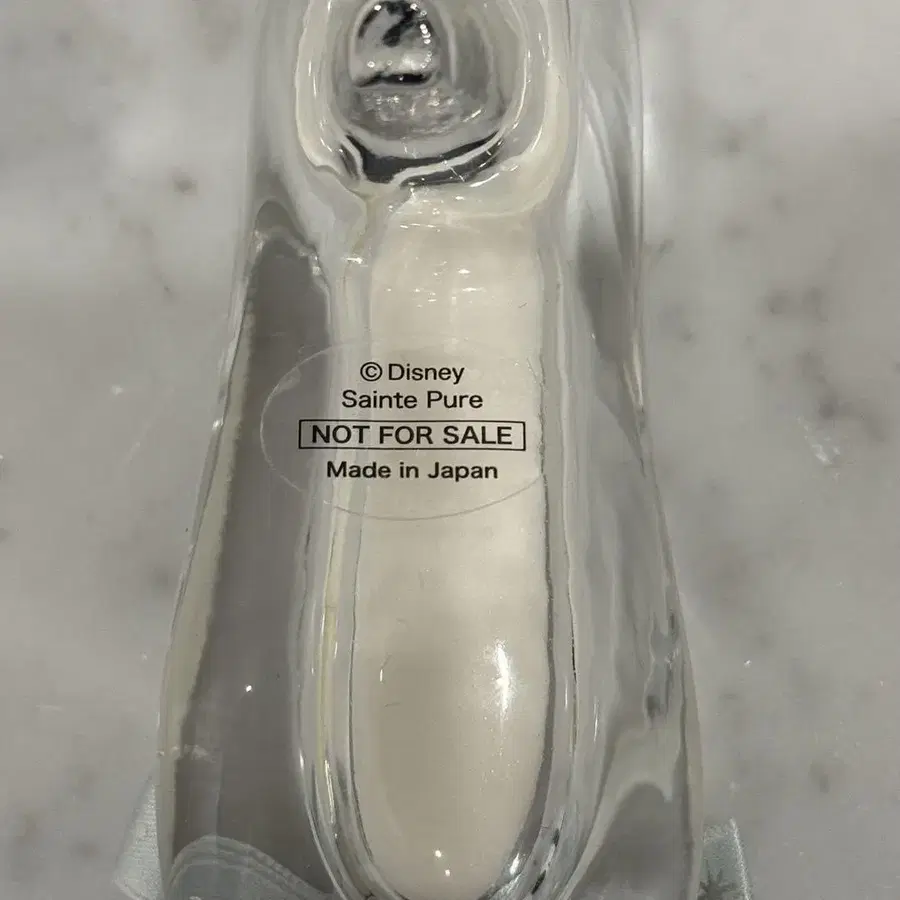 © Disney
Sainte Pure
NOT FOR SALE
Made in Japan